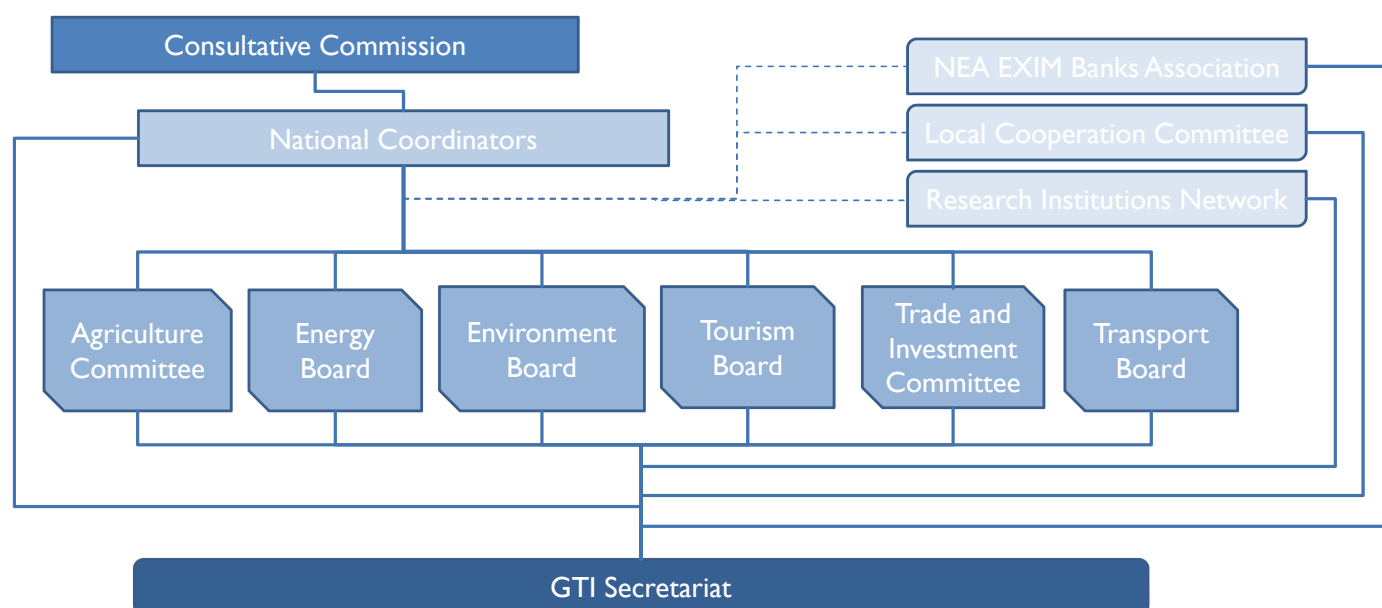 Consultative Commission
NEA EXIM Banks Association
National Coordinators
Local Cooperation Committee
Research Institutions Network
Agriculture
Committee
Energy
Board
Environment
Board
Tourism
Board
Trade and
Investment
Committee
Transport
Board
GTI Secretariat